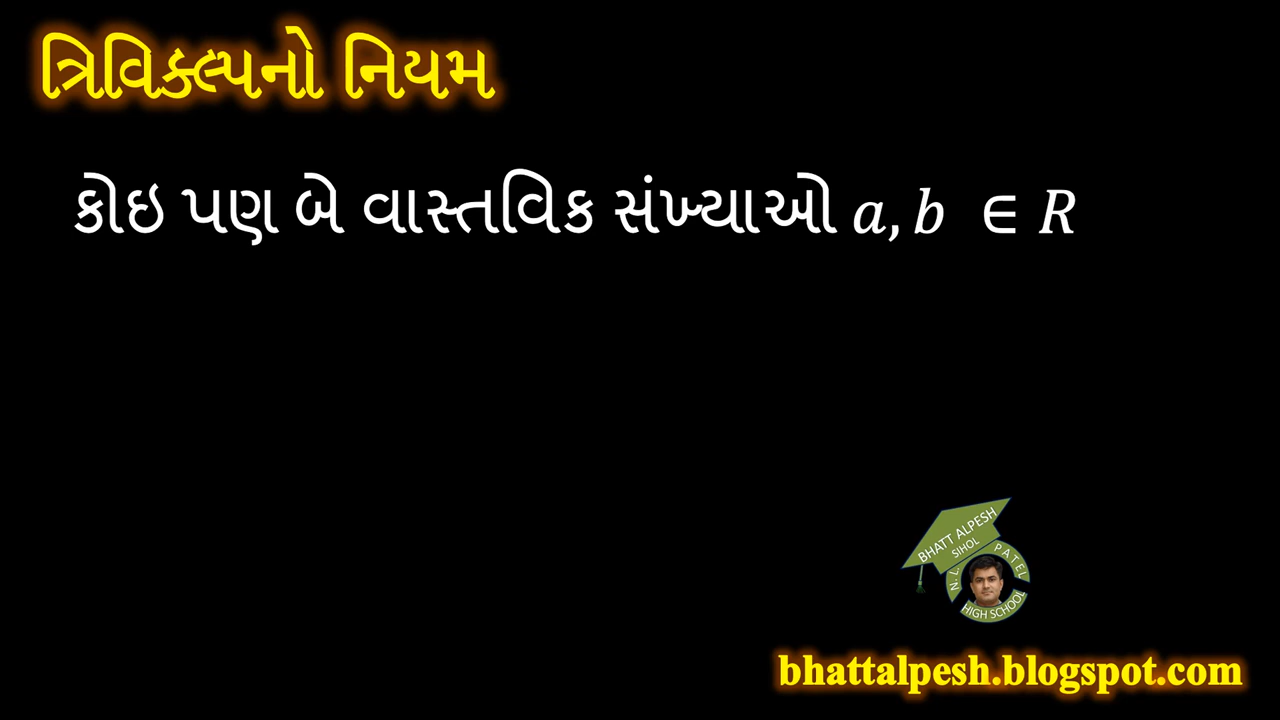 ત્રિવિકલ્પનો નિયમ
કોઇ પણ બે વાસ્તવિક સંખ્યાઓ a, b ∈ R
BHATT ALPESH
SIHOL
N. L. PATEL
HIGH SCHOOL
bhattalpesh.blogspot.com